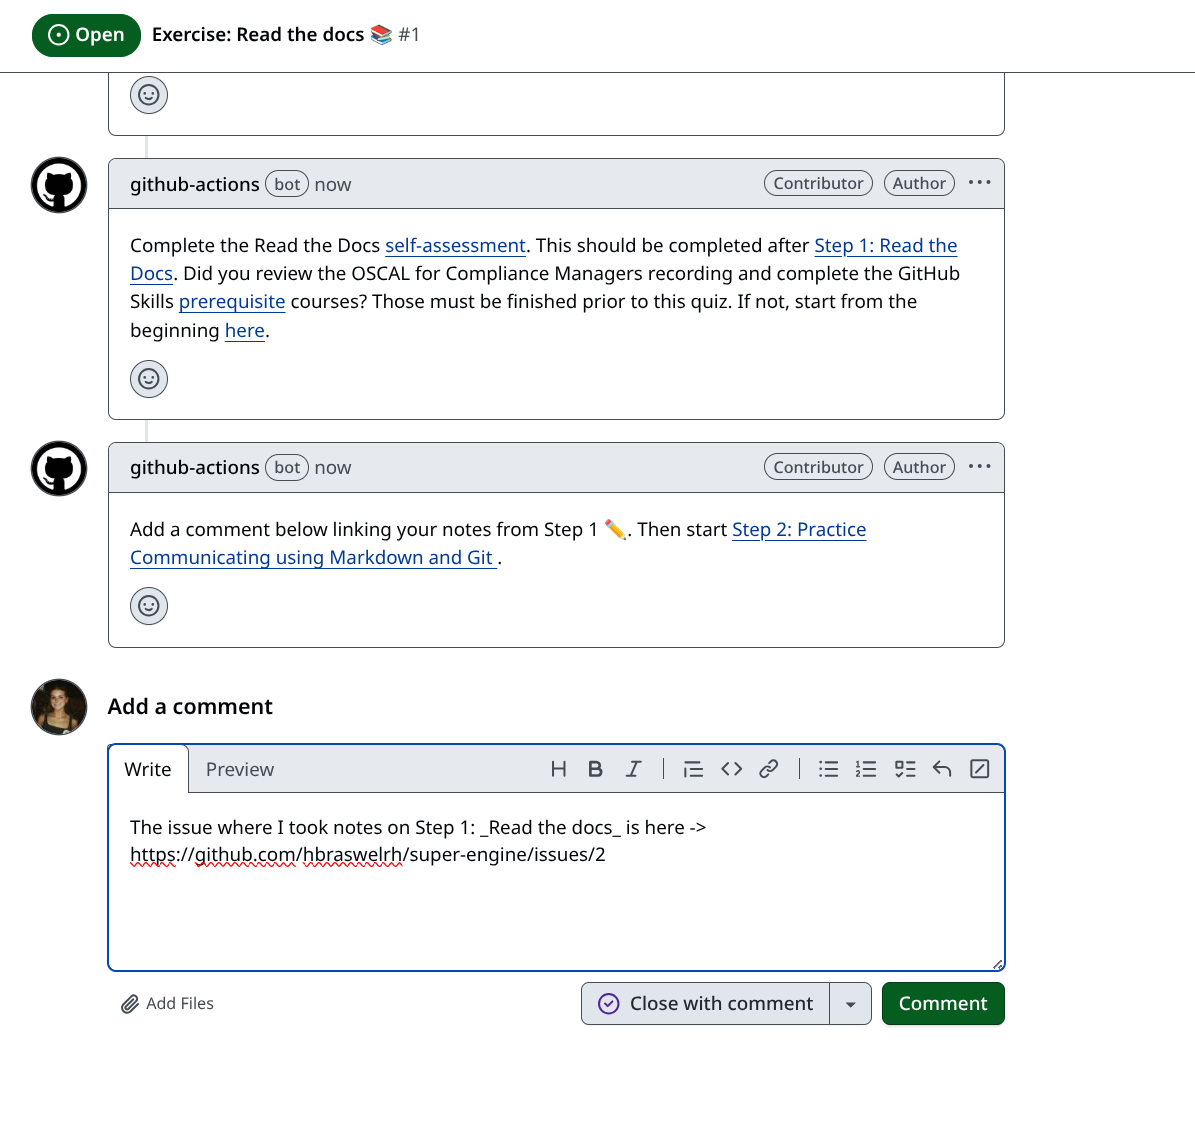 Open Exercise: Read the docs 📚 #1
github-actions bot now Contributor Author ...
Complete the Read the Docs self-assessment. This should be completed after Step 1: Read the
Docs. Did you review the OSCAL for Compliance Managers recording and complete the GitHub
Skills prerequisite courses? Those must be finished prior to this quiz. If not, start from the
beginning here.
github-actions bot now Contributor Author ...
Add a comment below linking your notes from Step 1 ✏️. Then start Step 2: Practice
Communicating using Markdown and Git .
Add a comment
Write Preview
The issue where I took notes on Step 1: _Read the docs_ is here ->
https://github.com/hbraswelrh/super-engine/issues/2
Add Files Close with comment Comment